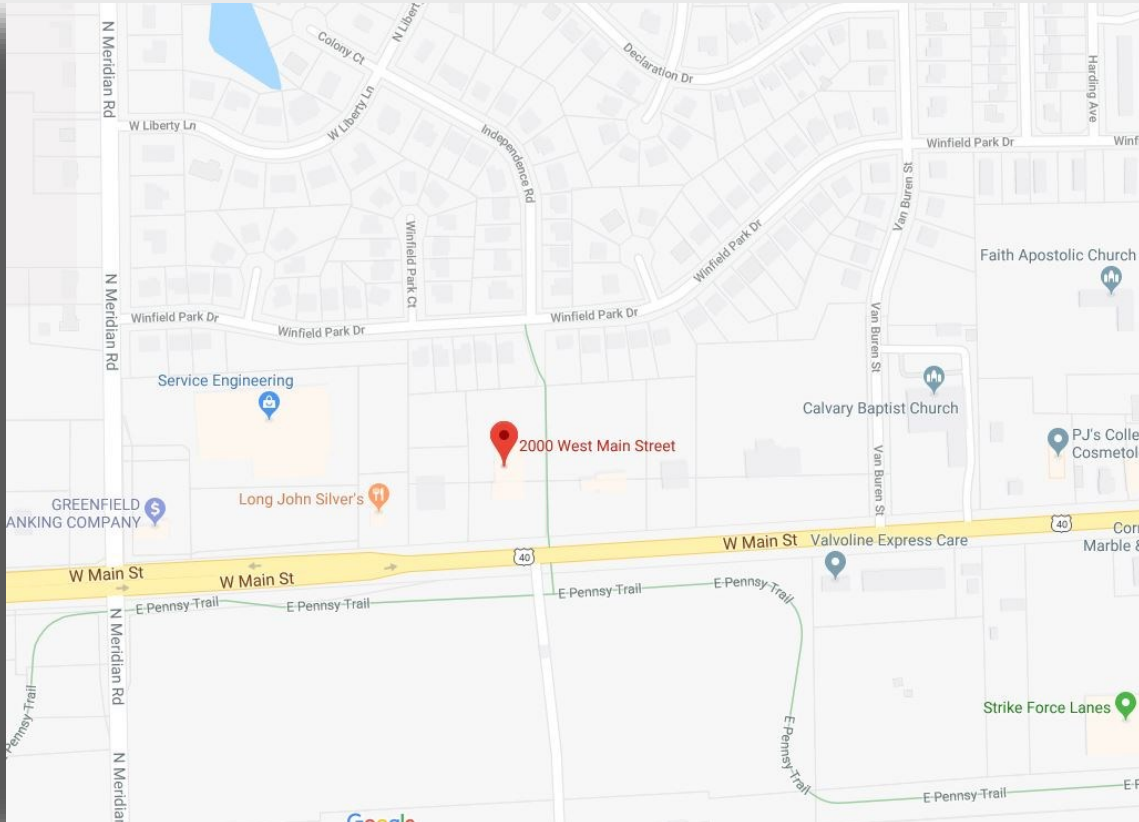 N Meridian Rd
Colony Ct
N Libert
Declaration Dr
Harding Ave
W Liberty Ln
W Liberty Ln
Independence Rd
Winfield Park Dr
Winf
Van Buren St
Winfield Park Ct
Winfield Park Dr
Faith Apostolic Church
N Meridian Rd
Winfield Park Dr
Winfield Park Dr
Winfield Park Dr
Van Buren St
Service Engineering
Calvary Baptist Church
2000 West Main Street
PJ's Colle
Cosmetol
Van Buren St
Long John Silver's
GREENFIELD
ANKING COMPANY
40
40
W Main St
Valvoline Express Care
Corr
Marble &
W Main St
W Main St
E Pennsy Trail
E Pennsy Trail
E Pennsy Trail
E Pennsy Trail
N Meridian Rd
Pennsy Trail
Strike Force Lanes
E Pennsy Trail
N Meridia
E Pennsy Trail
E F
Google